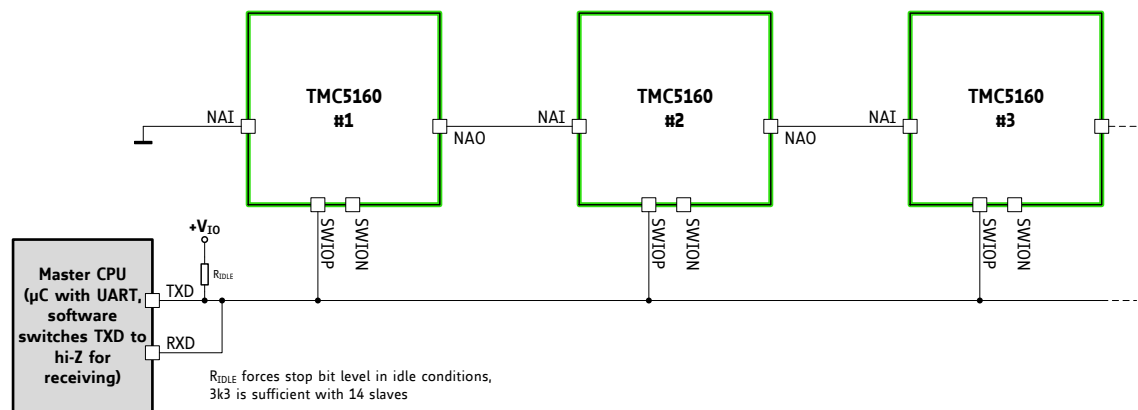 TMC5160
#1
TMC5160
#2
TMC5160
#3
NAI
NAO
NAI
NAO
NAI
SWIOP
SWION
SWIOP
SWION
SWIOP
SWION
+VIO
RIDLE
Master CPU
(µC with UART,
software
switches TXD to
hi-Z for
receiving)
TXD
RXD
RIDLE forces stop bit level in idle conditions,
3k3 is sufficient with 14 slaves